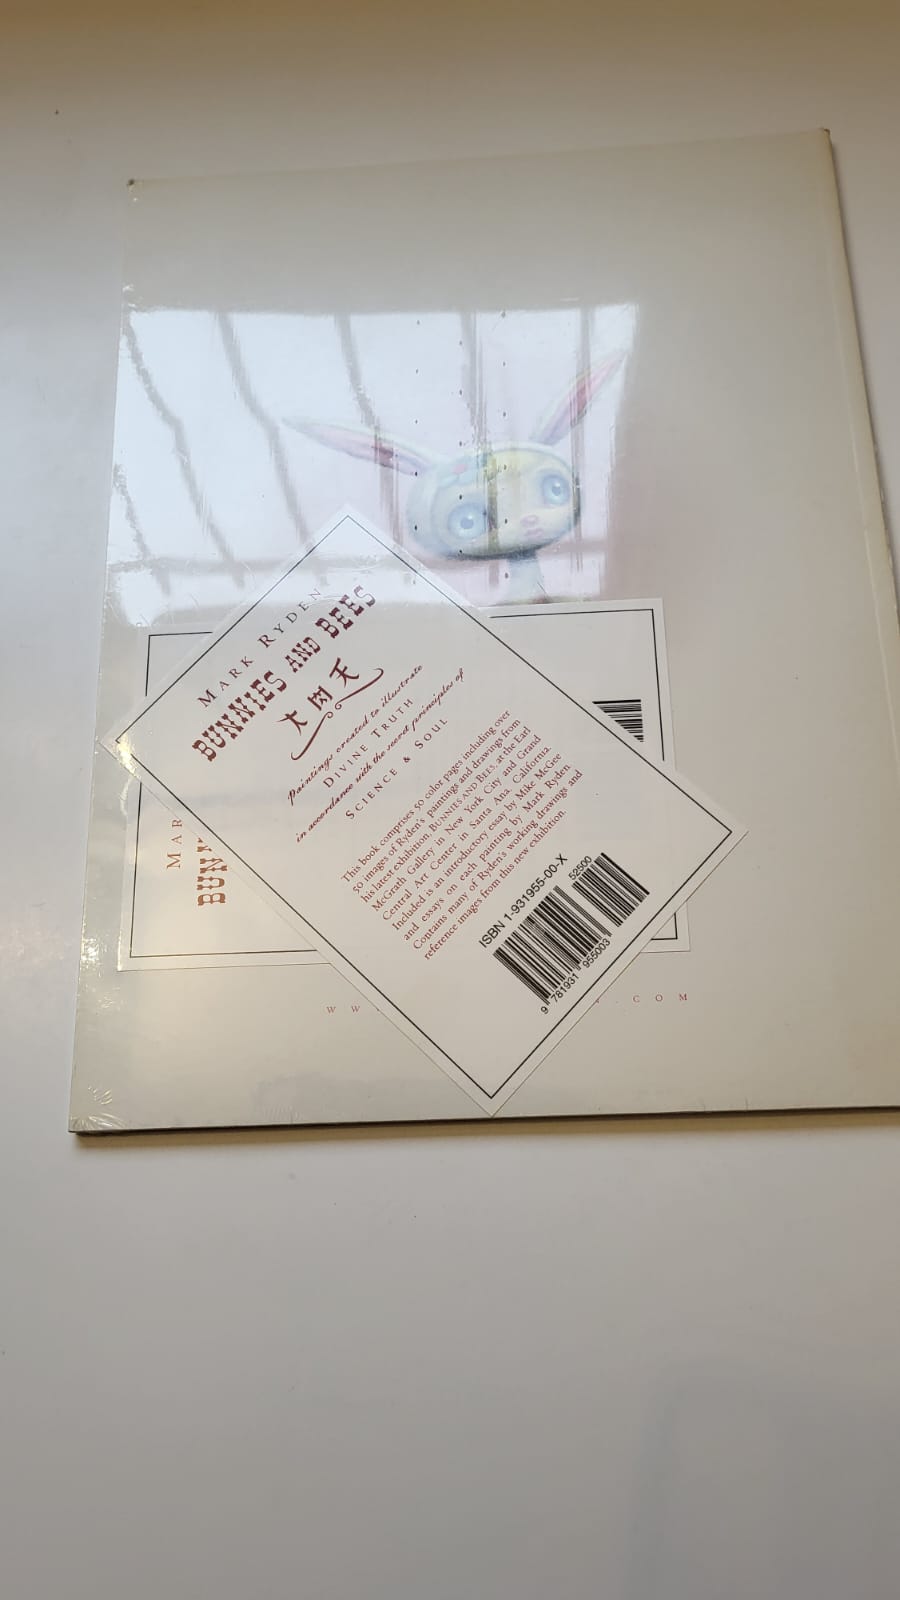 MARK RYDEN
BUNNIES AND BEES
犬肉天
paintings created to illustrate
DIVINE TRUTH
in accordance with the secret principles of
SCIENCE & SOUL
This book comprises 50 color pages including over
50 images of Ryden's paintings and drawings from
his latest exhibition, BUNNIES AND BEES, at the Earl
McGrath Gallery in New York City and Grand
Central Art Center in Santa Ana, California.
Included is an introductory essay by Mike McGee
and essays on each painting by Mark Ryden.
Contains many of Ryden's working drawings and
reference images from this new exhibition.
ISBN 1-931955-00-X
52500
9 781931 955003
MAR
BUN
W W
. C O M